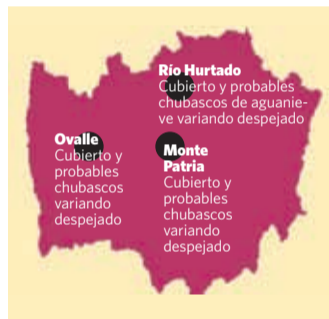 Río Hurtado
Cubierto y probables
chubascos de aguanie-
ve variando despejado
Ovalle
Cubierto y
probables
chubascos
variando
despejado
Monte
Patria
Cubierto y
probables
chubascos
variando
despejado